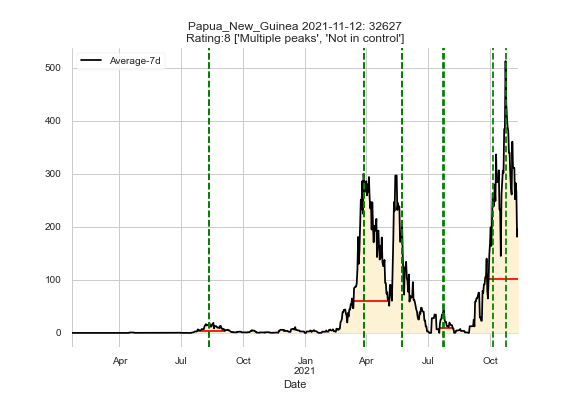 Papua_New_Guinea 2021-11-12: 32627
Rating:8 ['Multiple peaks', 'Not in control']
Average-7d
500
400
300
200
100
0
Apr Jul Oct Jan Apr Jul Oct
2021
Date